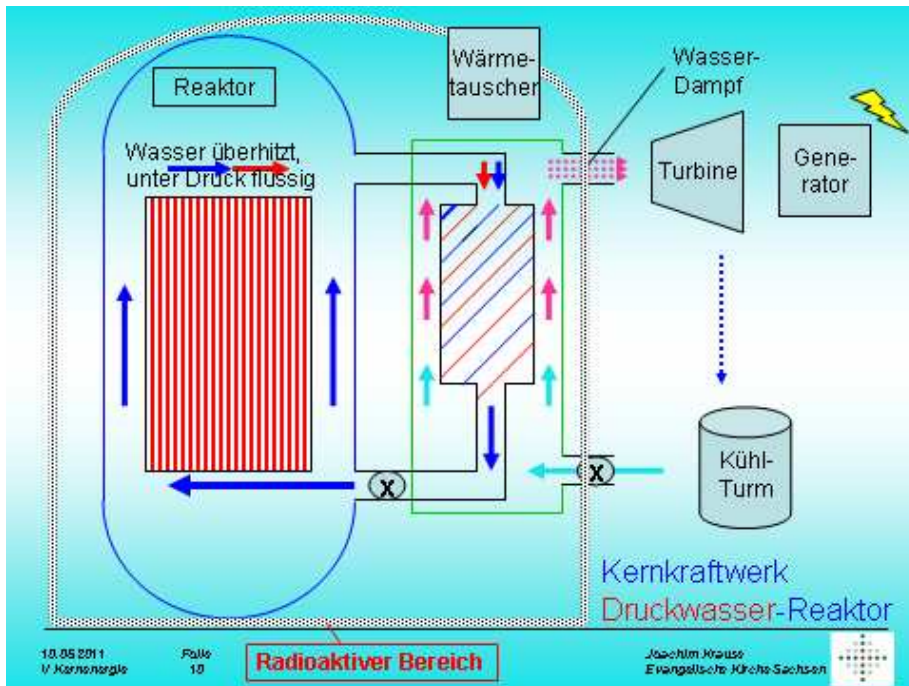 Reaktor
Wärme-
tauscher
Wasser-
Dampf
Wasser überhitzt,
unter Druck flüssig
Turbine
Gene-
rator
X
X
Kühl-
Turm
Kernkraftwerk
Druckwasser-Reaktor
Radioaktiver Bereich
V Kernenergie
Folie
18
Joachim Krause
Evangelische Kirche Sachsen